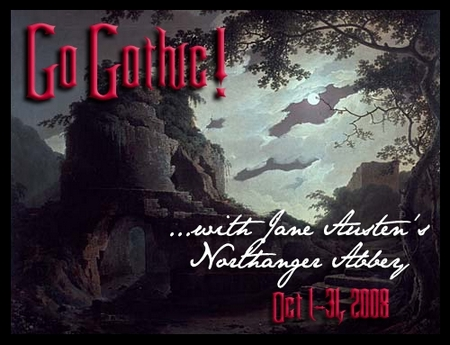 Go Gothic!
...with Jane Austen's
Northanger Abbey
Oct 1-31, 2008